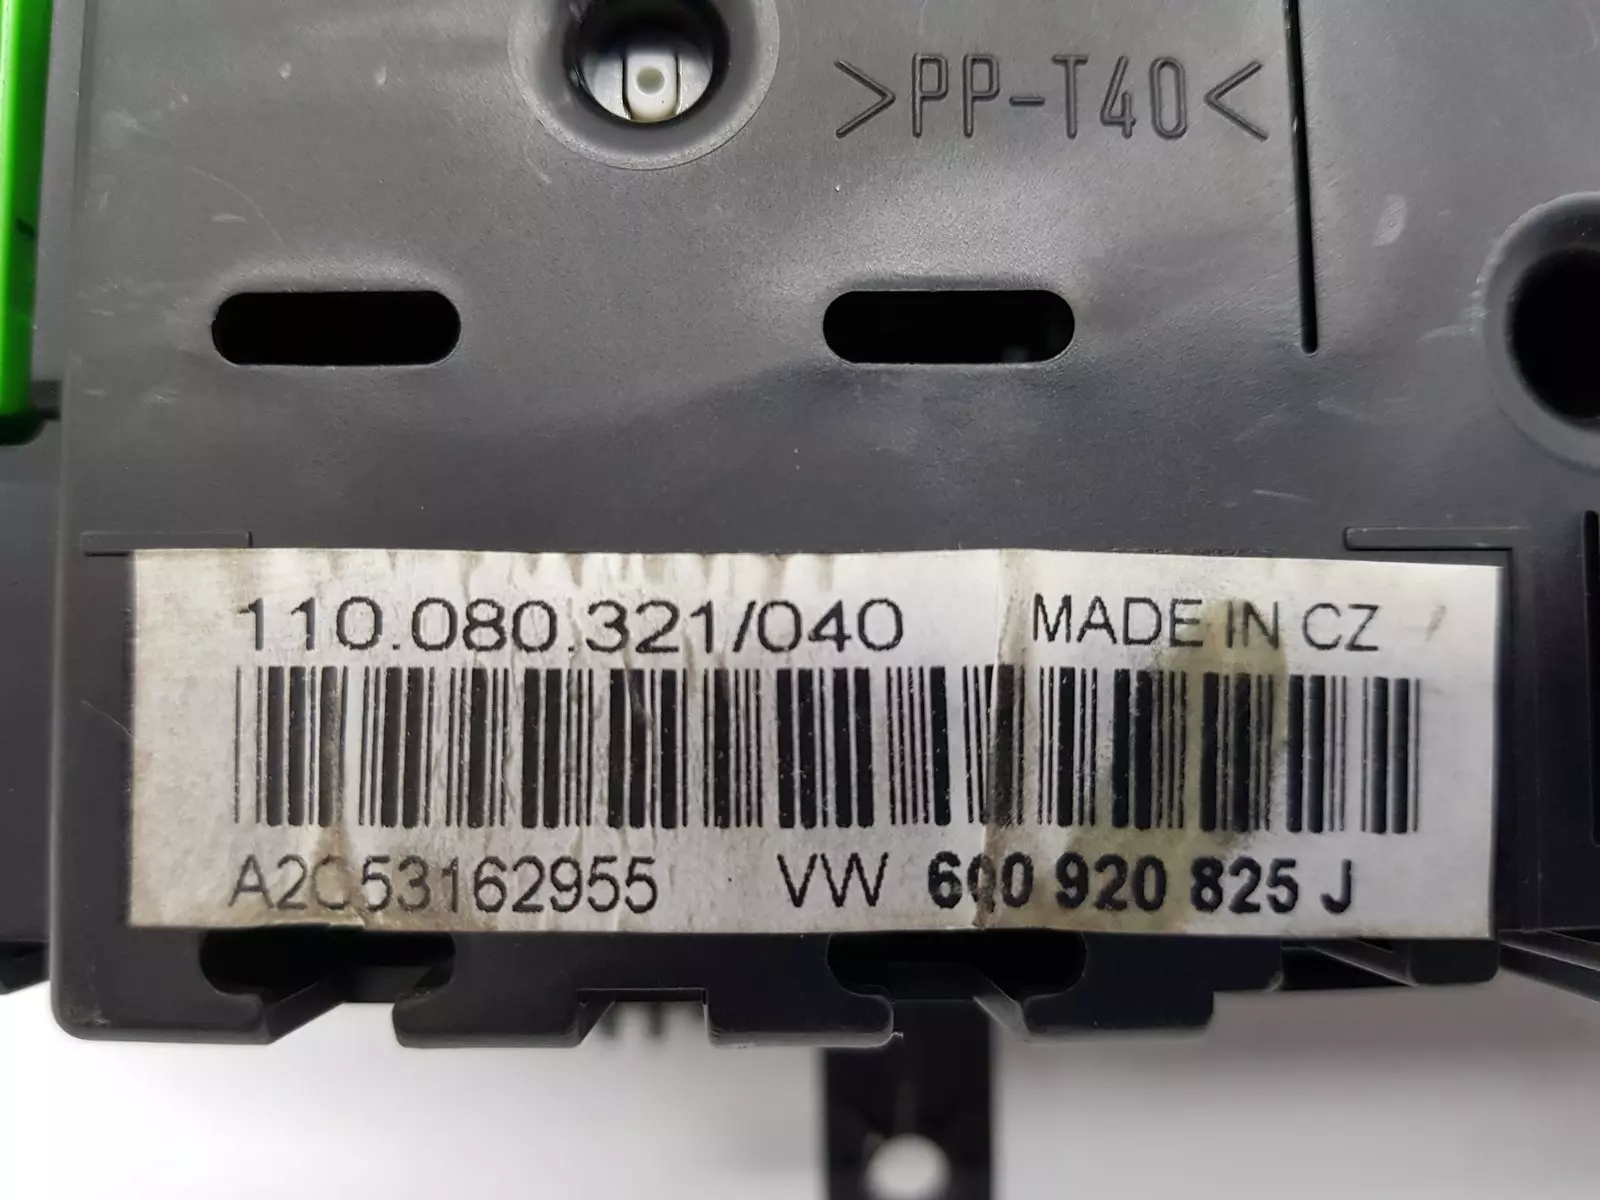 >PP-T40<
110.080.321/040 MADE IN CZ
A2C53162955 VW 6Q0 920 825 J